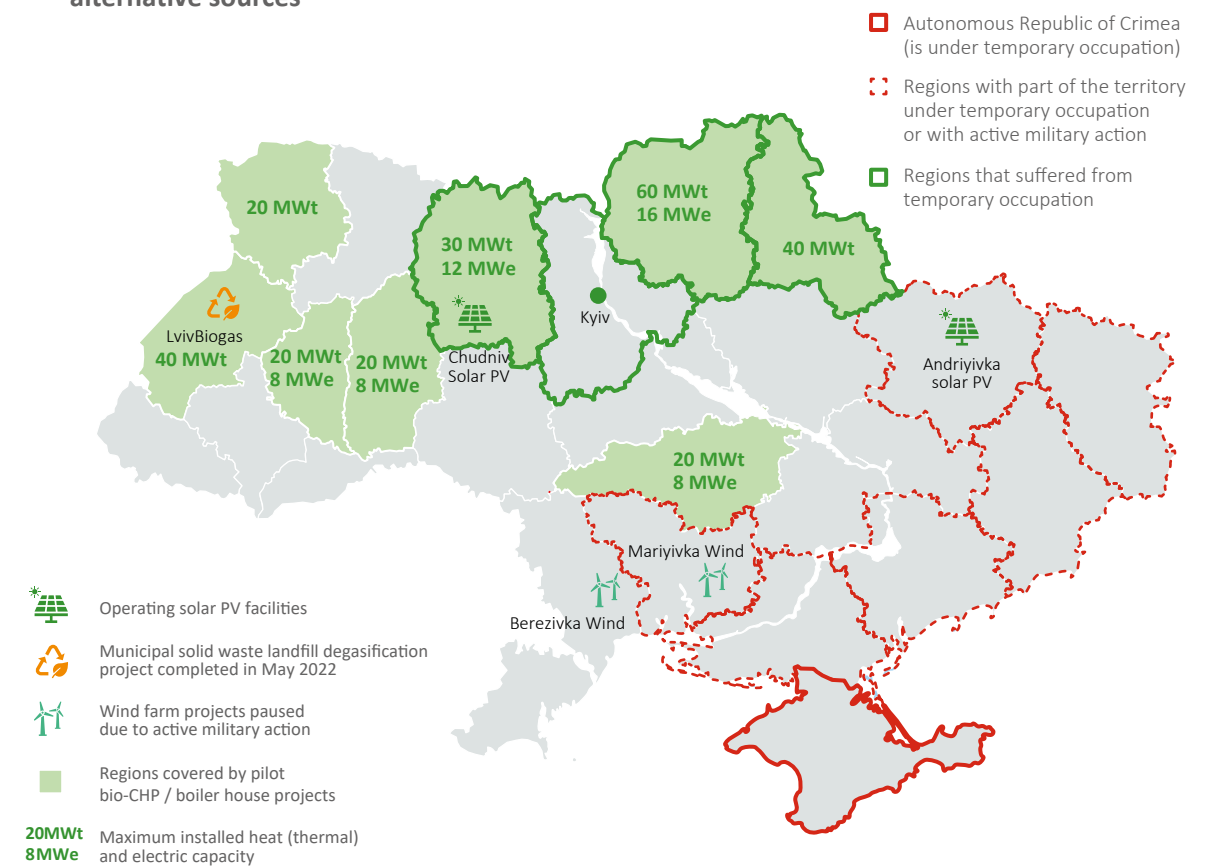 alternative sources
Autonomous Republic of Crimea
(is under temporary occupation)
Regions with part of the territory
under temporary occupation
or with active military action
Regions that suffered from
temporary occupation
20 MWt
60 MWt
16 MWe
30 MWt
12 MWe
40 MWt
Kyiv
LvivBiogas
40 MWt
20 MWt
8 MWe
20 MWt
8 MWe
Chudniv
Solar PV
Andriyivka
solar PV
20 MWt
8 MWe
Mariyivka Wind
Berezivka Wind
Operating solar PV facilities
Municipal solid waste landfill degasification
project completed in May 2022
Wind farm projects paused
due to active military action
Regions covered by pilot
bio-CHP / boiler house projects
20MWt
8MWe
Maximum installed heat (thermal)
and electric capacity